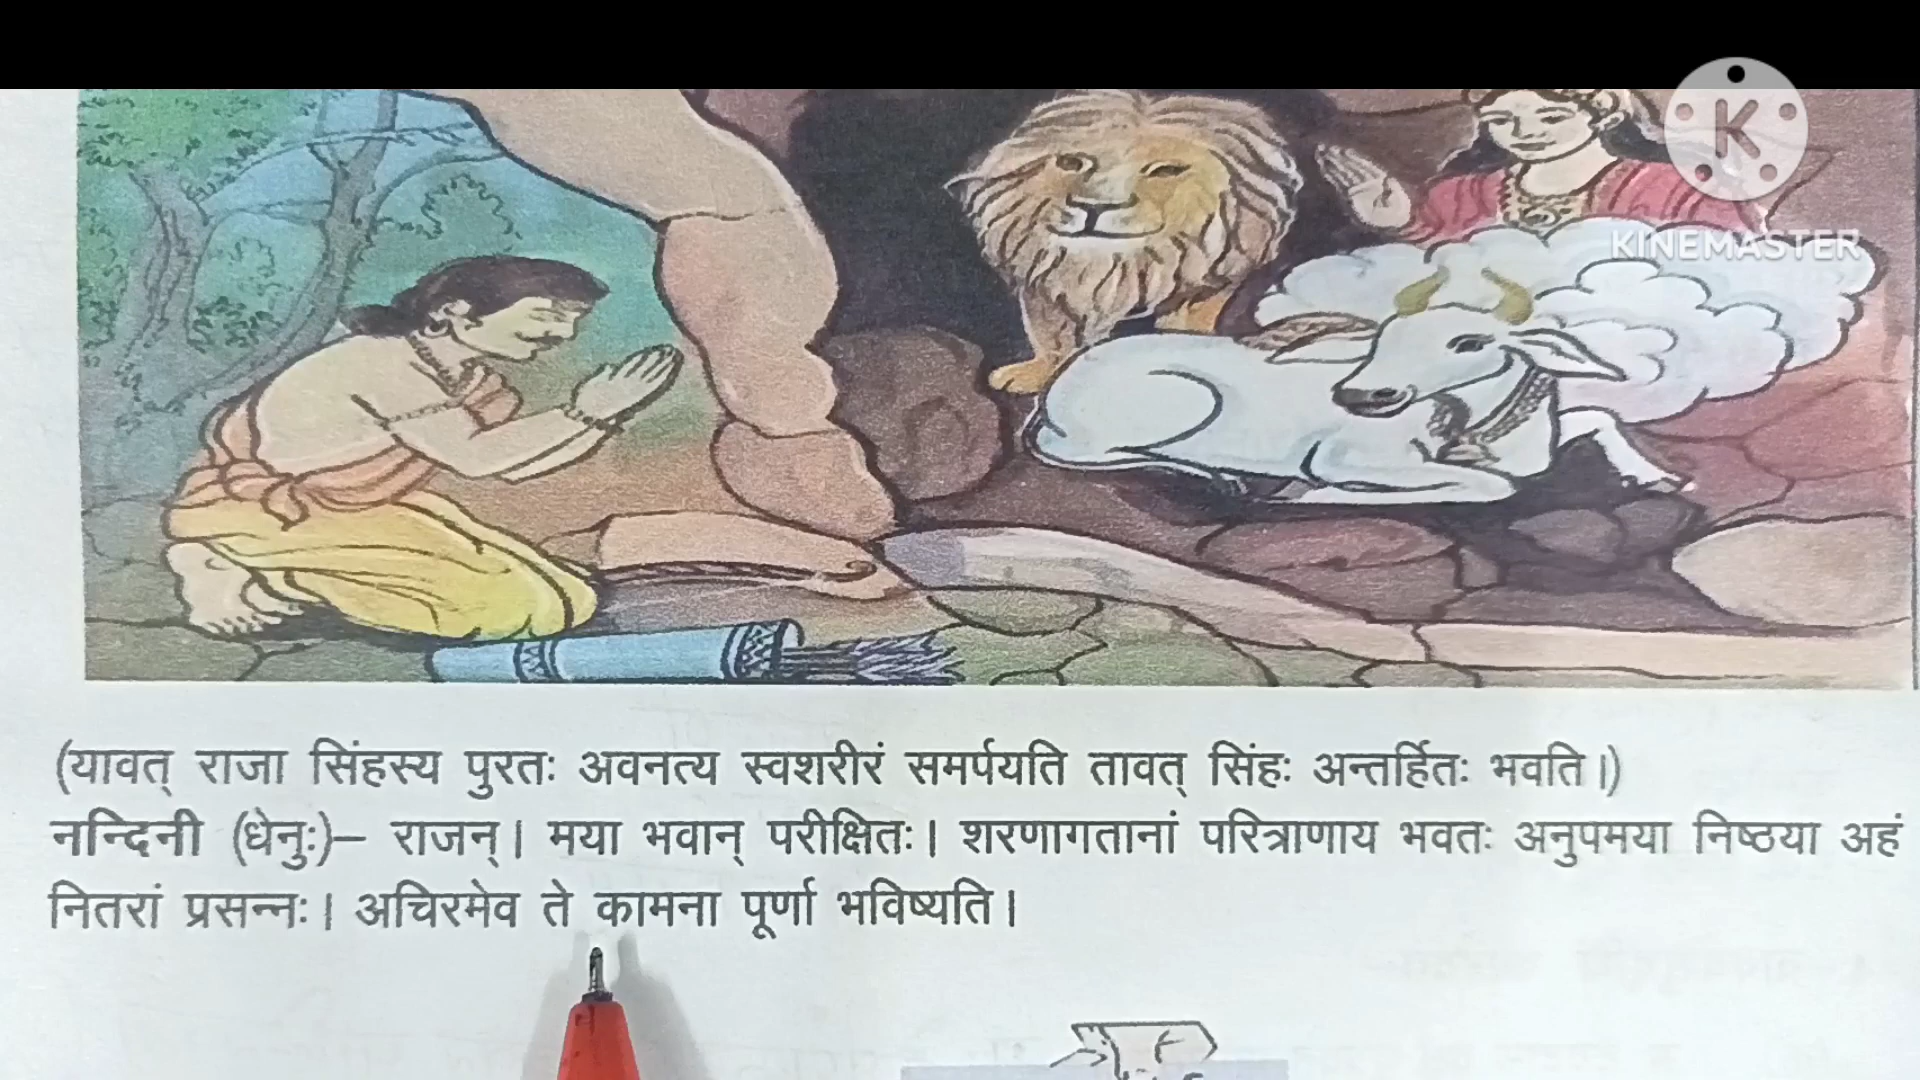 K
KINEMASTER
(यावत् राजा सिंहस्य पुरतः अवनत्य स्वशरीरं समर्पयति तावत् सिंहः अन्तर्हितः भवति।)
नन्दिनी (धेनुः)– राजन्। मया भवान् परीक्षितः। शरणागतानां परित्राणाय भवतः अनुपमया निष्ठया अहं
नितरां प्रसन्नः। अचिरमेव ते कामना पूर्णा भविष्यति।